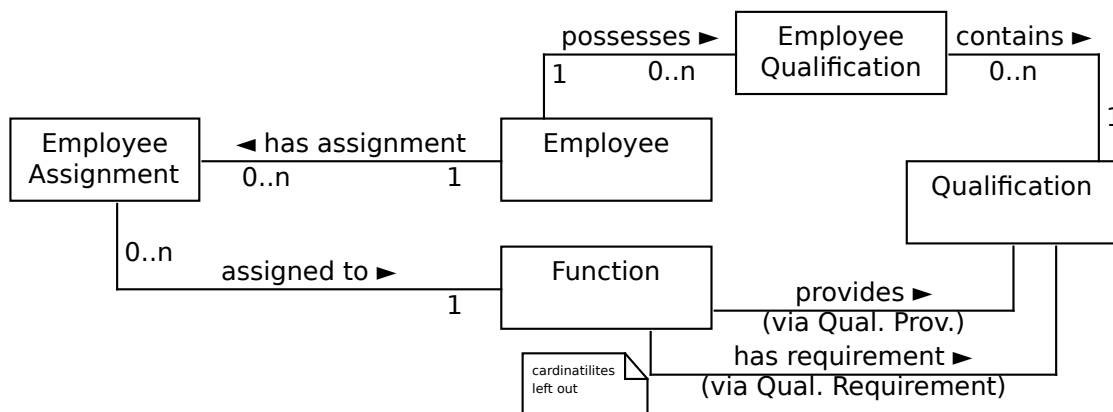 possesses ►
Employee
Qualification
contains ►
1
0..n
0..n
1
Employee
Assignment
◄ has assignment
0..n
1
Employee
Qualification
0..n
assigned to ►
1
Function
provides ►
(via Qual. Prov.)
has requirement ►
(via Qual. Requirement)
cardinatilites
left out